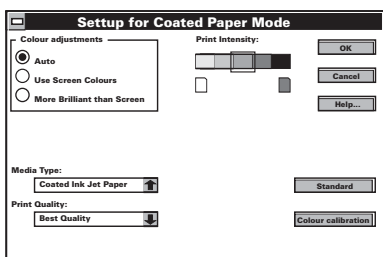 Settup for Coated Paper Mode
Colour adjustments
Auto
Use Screen Colours
More Brilliant than Screen
Print Intensity:
OK
Cancel
Help...
Media Type:
Coated Ink Jet Paper
Standard
Print Quality:
Best Quality
Colour calibration